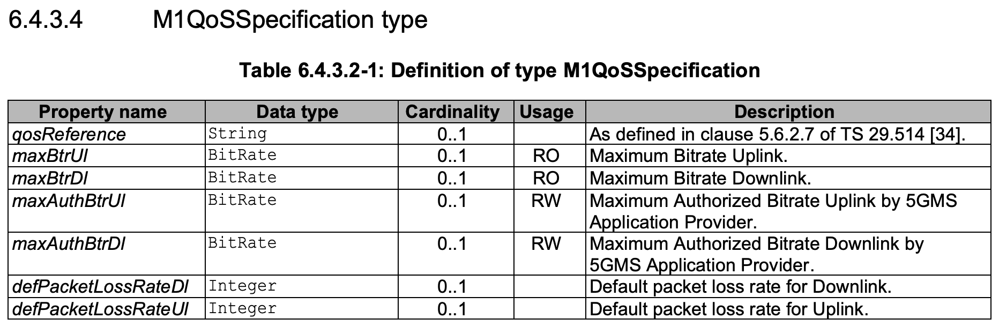 6.4.3.4 M1QoSSpecification type
Table 6.4.3.2-1: Definition of type M1QoSSpecification
Property name Data type Cardinality Usage Description
qosReference String 0..1 As defined in clause 5.6.2.7 of TS 29.514 [34].
maxBtrUl BitRate 0..1 RO Maximum Bitrate Uplink.
maxBtrDl BitRate 0..1 RO Maximum Bitrate Downlink.
maxAuthBtrUl BitRate 0..1 RW Maximum Authorized Bitrate Uplink by 5GMS
Application Provider.
maxAuthBtrDl BitRate 0..1 RW Maximum Authorized Bitrate Downlink by
5GMS Application Provider.
defPacketLossRateDl Integer 0..1 Default packet loss rate for Downlink.
defPacketLossRateUl Integer 0..1 Default packet loss rate for Uplink.